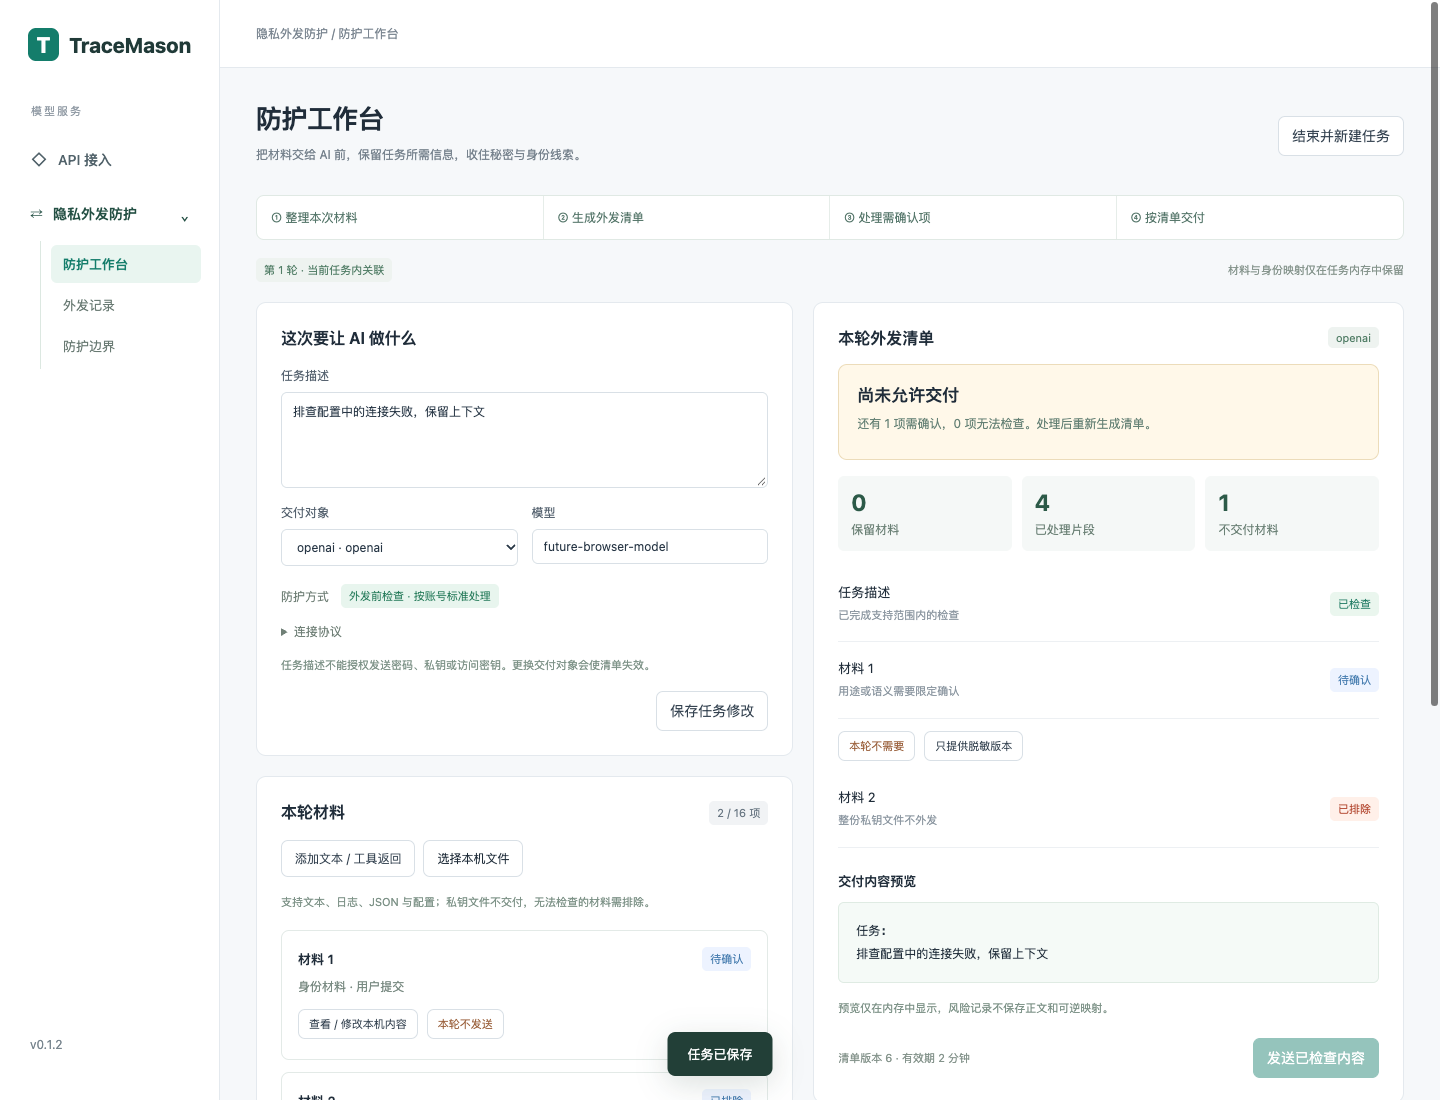 T TraceMason
模型服务
API 接入
隐私外发防护
防护工作台
外发记录
防护边界
v0.1.2
隐私外发防护 / 防护工作台
防护工作台
把材料交给 AI 前，保留任务所需信息，收住秘密与身份线索。
结束并新建任务
① 整理本次材料
② 生成外发清单
③ 处理需确认项
④ 按清单交付
第 1 轮 · 当前任务内关联
材料与身份映射仅在任务内存中保留
这次要让 AI 做什么
任务描述
排查配置中的连接失败，保留上下文
交付对象
模型
openai · openai
future-browser-model
防护方式
外发前检查 · 按账号标准处理
连接协议
任务描述不能授权发送密码、私钥或访问密钥。更换交付对象会使清单失效。
保存任务修改
本轮材料
2 / 16 项
添加文本 / 工具返回
选择本机文件
支持文本、日志、JSON 与配置；私钥文件不交付，无法检查的材料需排除。
材料 1
待确认
身份材料 · 用户提交
查看 / 修改本机内容
本轮不发送
任务已保存
材料 2
已排除
本轮外发清单
openai
尚未允许交付
还有 1 项需确认，0 项无法检查。处理后重新生成清单。
0
保留材料
4
已处理片段
1
不交付材料
任务描述
已完成支持范围内的检查
已检查
材料 1
用途或语义需要限定确认
待确认
本轮不需要
只提供脱敏版本
材料 2
整份私钥文件不外发
已排除
交付内容预览
任务：
排查配置中的连接失败，保留上下文
预览仅在内存中显示，风险记录不保存正文和可逆映射。
清单版本 6 · 有效期 2 分钟
发送已检查内容